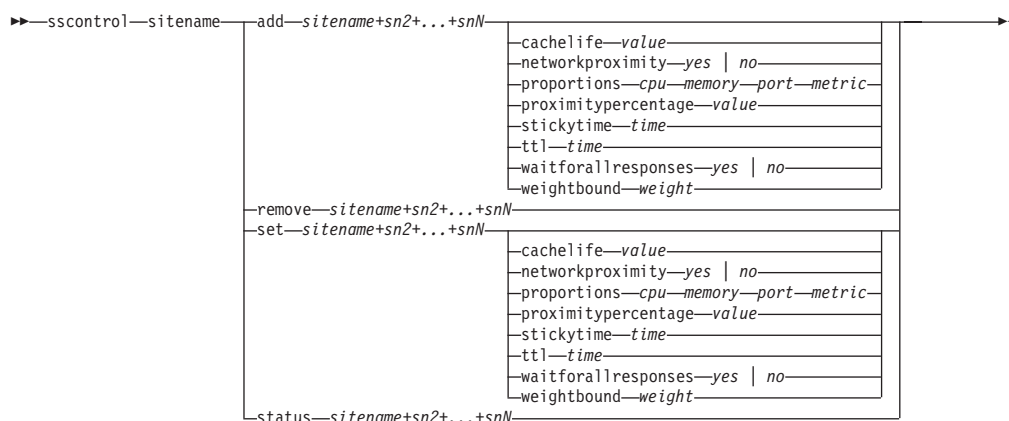 sscontrol sitename add sitename+sn2+...+snN
cachelife value
networkproximity yes | no
proportions cpu memory port metric
proximitypercentage value
stickytime time
ttl time
waitforallresponses yes | no
weightbound weight
remove sitename+sn2+...+snN
set sitename+sn2+...+snN
cachelife value
networkproximity yes | no
proportions cpu memory port metric
proximitypercentage value
stickytime time
ttl time
waitforallresponses yes | no
weightbound weight
status sitename+sn2+...+snN